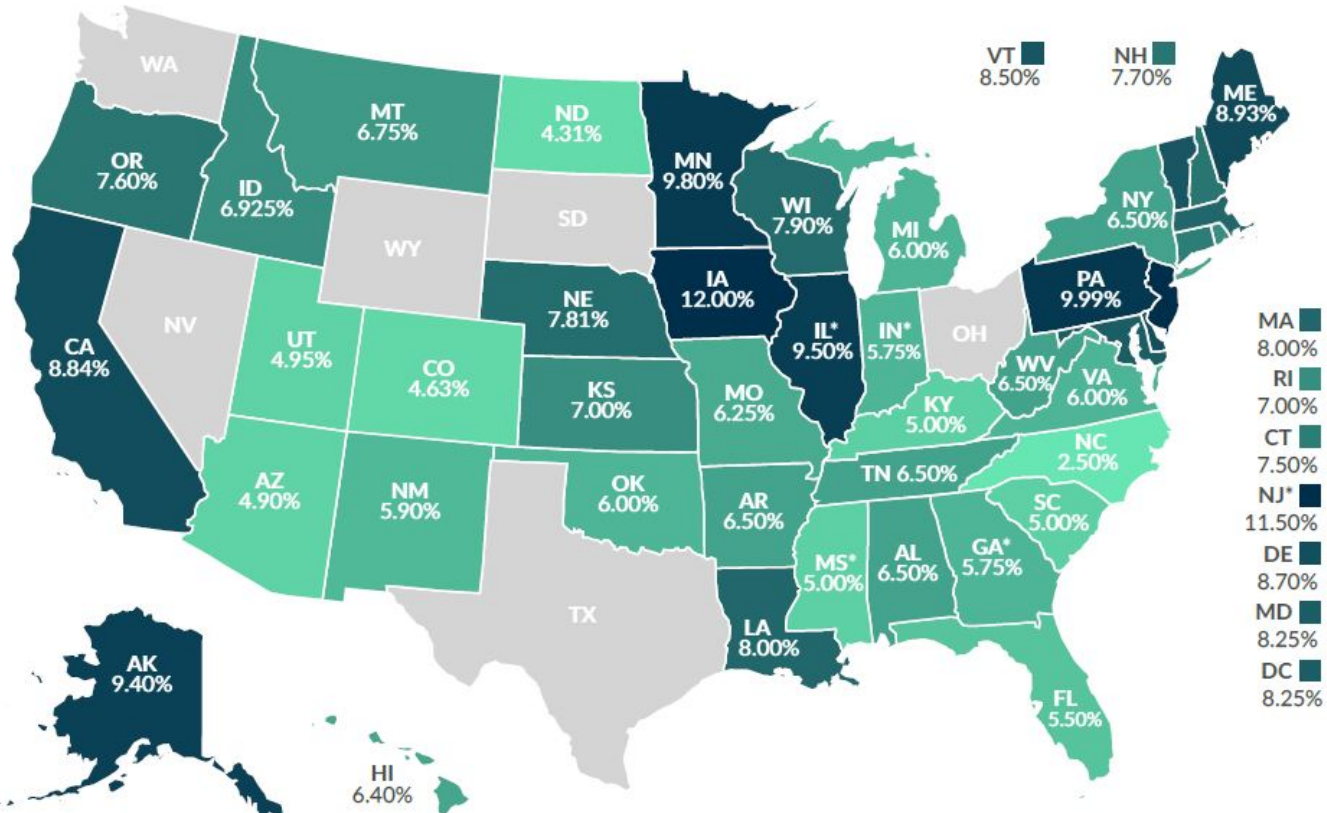 WA
VT
8.50%
NH
7.70%
ME
8.93%
MT
6.75%
ND
4.31%
MN
9.80%
OR
7.60%
ID
6.925%
WI
7.90%
NY
6.50%
SD
MI
6.00%
WY
IA
12.00%
PA
9.99%
NE
7.81%
NV
UT
4.95%
CA
8.84%
CO
4.63%
IL*
9.50%
IN*
5.75%
OH
MA
8.00%
WV
6.50%
VA
6.00%
RI
7.00%
KS
7.00%
MO
6.25%
KY
5.00%
CT
7.50%
NC
2.50%
TN 6.50%
AZ
4.90%
NM
5.90%
OK
6.00%
AR
6.50%
SC
5.00%
NJ*
11.50%
MS*
5.00%
AL
6.50%
GA*
5.75%
DE
8.70%
TX
LA
8.00%
MD
8.25%
AK
9.40%
DC
8.25%
FL
5.50%
HI
6.40%